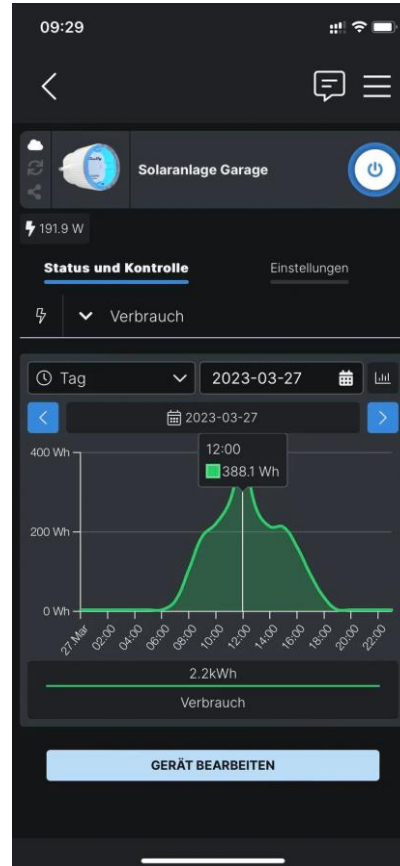 09:29
Solaranlage Garage
191.9 W
Status und Kontrolle
Einstellungen
Verbrauch
Tag
2023-03-27
2023-03-27
12:00
388.1 Wh
400 Wh
200 Wh
0 Wh
27.Mar
02:00
04:00
06:00
08:00
10:00
12:00
14:00
16:00
18:00
20:00
22:00
2.2kWh
Verbrauch
GERÄT BEARBEITEN